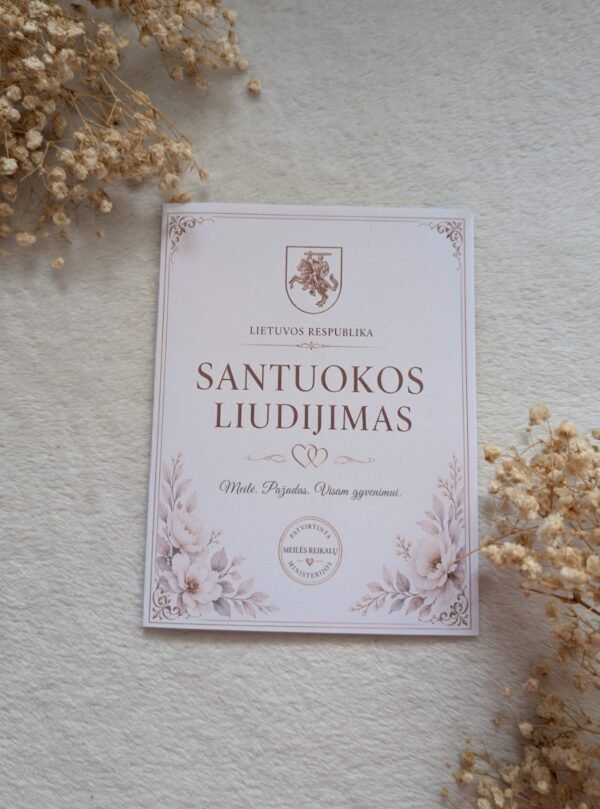 LIETUVOS RESPUBLIKA
SANTUOKOS
LIUDIJIMAS
Meilė. Pažadas. Visam gyvenimui.
PATVIRTINTA
MEILĖS REIKALŲ
MINISTERIJOS